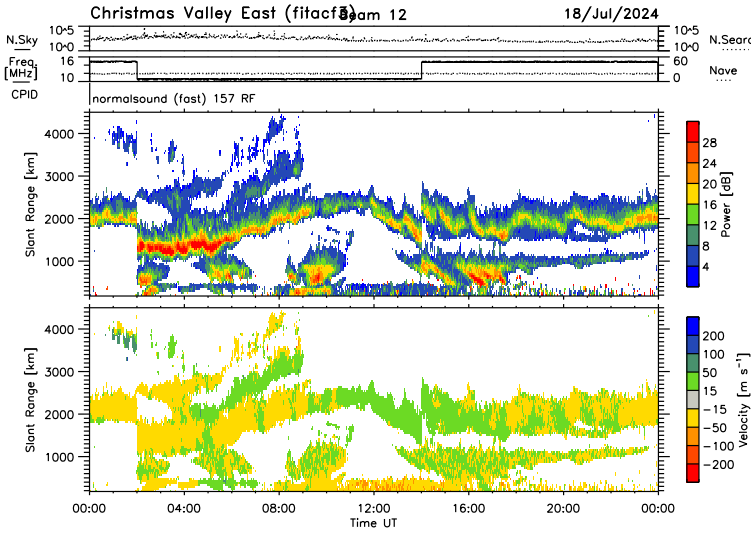 Christmas Valley East (fitacf3) Beam 12 18/Jul/2024
N.Sky 10^5 10^0 10^5 10^0 N.Sear
Freq. [MHz] 16 10 60 0 Nave
CPID normalsound (fast) 157 RF
Slant Range [km] 4000 3000 2000 1000
Power [dB] 28 24 20 16 12 8 4
Slant Range [km] 4000 3000 2000 1000
Velocity [m s⁻¹] 200 100 50 15 −15 −50 −100 −200
00:00 04:00 08:00 12:00 16:00 20:00 00:00
Time UT